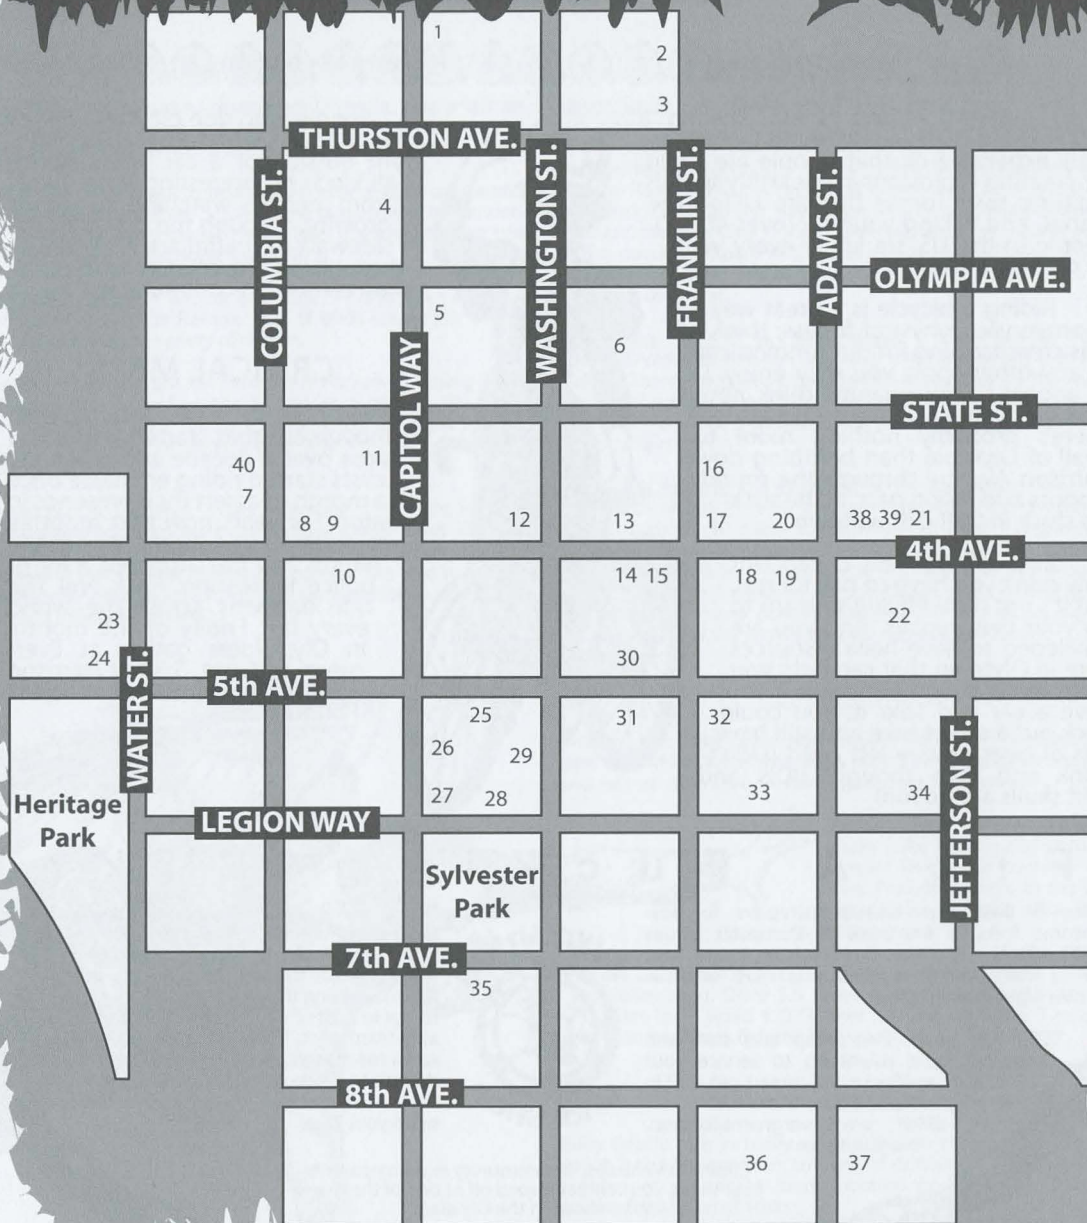 1
2
3
THURSTON AVE.
COLUMBIA ST.
WASHINGTON ST.
FRANKLIN ST.
ADAMS ST.
4
OLYMPIA AVE.
5
6
CAPITOL WAY
STATE ST.
40
7
8 9
11
12
13
16
17
20
38 39 21
4th AVE.
10
14 15
18 19
22
23
24
WATER ST.
5th AVE.
30
25
26
29
27
28
31
32
33
34
JEFFERSON ST.
Heritage
Park
LEGION WAY
Sylvester
Park
7th AVE.
35
8th AVE.
36
37